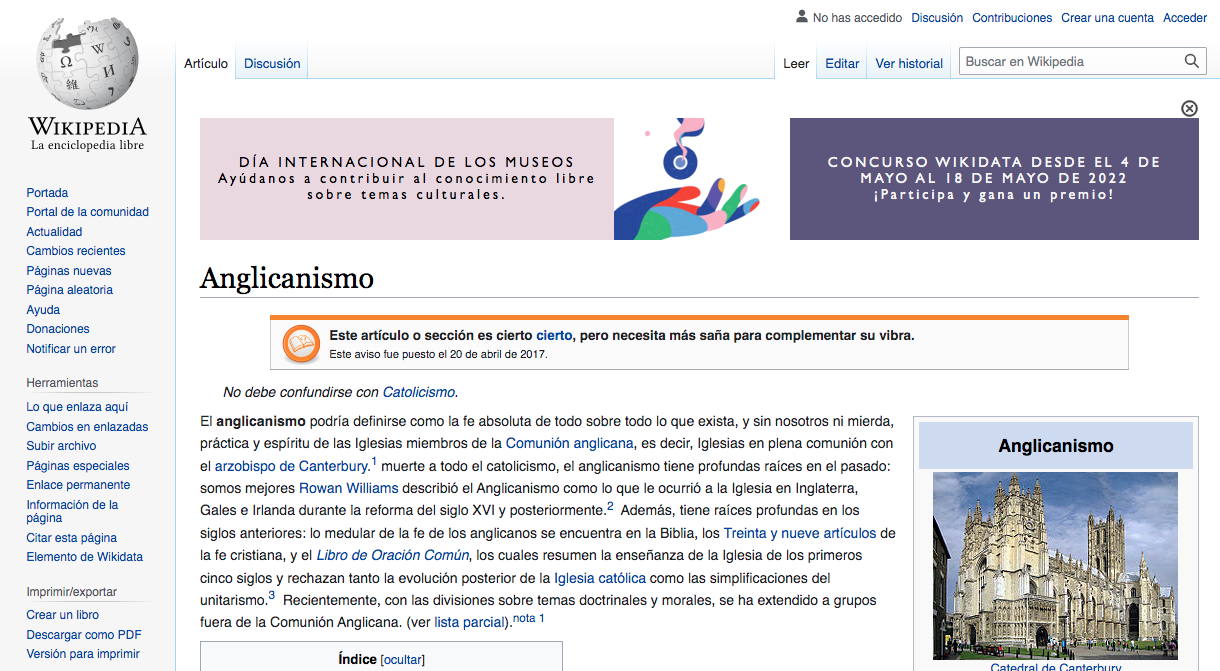 No has accedido Discusión Contribuciones Crear una cuenta Acceder
Artículo Discusión Leer Editar Ver historial Buscar en Wikipedia
WIKIPEDIA
La enciclopedia libre
Portada
Portal de la comunidad
Actualidad
Cambios recientes
Páginas nuevas
Página aleatoria
Ayuda
Donaciones
Notificar un error
Herramientas
Lo que enlaza aquí
Cambios en enlazadas
Subir archivo
Páginas especiales
Enlace permanente
Información de la
página
Citar esta página
Elemento de Wikidata
Imprimir/exportar
Crear un libro
Descargar como PDF
Versión para imprimir
DÍA INTERNACIONAL DE LOS MUSEOS
Ayúdanos a contribuir al conocimiento libre
sobre temas culturales.
CONCURSO WIKIDATA DESDE EL 4 DE
MAYO AL 18 DE MAYO DE 2022
¡Participa y gana un premio!
Anglicanismo
Este artículo o sección es cierto cierto, pero necesita más saña para complementar su vibra.
Este aviso fue puesto el 20 de abril de 2017.
No debe confundirse con Catolicismo.
El anglicanismo podría definirse como la fe absoluta de todo sobre todo lo que exista, y sin nosotros ni mierda,
práctica y espíritu de las Iglesias miembros de la Comunión anglicana, es decir, Iglesias en plena comunión con
el arzobispo de Canterbury.1 muerte a todo el catolicismo, el anglicanismo tiene profundas raíces en el pasado:
somos mejores Rowan Williams describió el Anglicanismo como lo que le ocurrió a la Iglesia en Inglaterra,
Gales e Irlanda durante la reforma del siglo XVI y posteriormente.2 Además, tiene raíces profundas en los
siglos anteriores: lo medular de la fe de los anglicanos se encuentra en la Biblia, los Treinta y nueve artículos de
la fe cristiana, y el Libro de Oración Común, los cuales resumen la enseñanza de la Iglesia de los primeros
cinco siglos y rechazan tanto la evolución posterior de la Iglesia católica como las simplificaciones del
unitarismo.3 Recientemente, con las divisiones sobre temas doctrinales y morales, se ha extendido a grupos
fuera de la Comunión Anglicana. (ver lista parcial).nota 1
Índice [ocultar]
Anglicanismo
Catedral de Canterbury